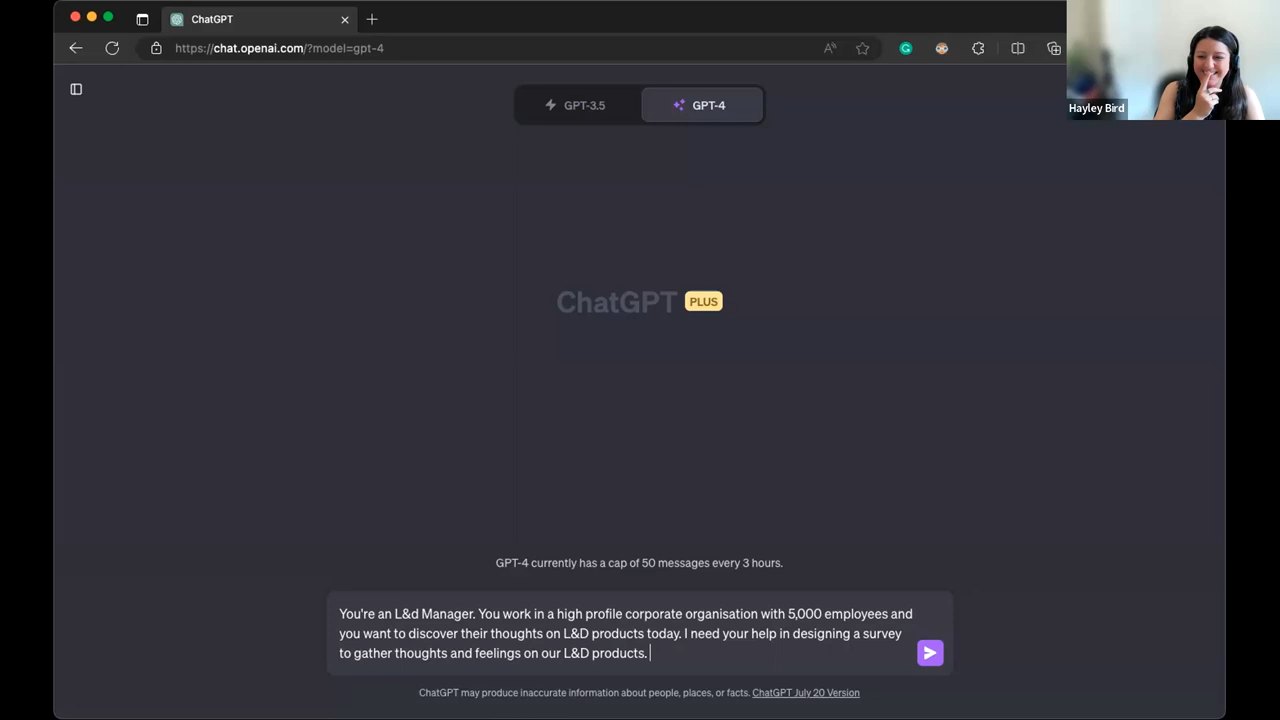 ChatGPT
https://chat.openai.com/?model=gpt-4
Hayley Bird
GPT-3.5
GPT-4
ChatGPT PLUS
GPT-4 currently has a cap of 50 messages every 3 hours.
You're an L&d Manager. You work in a high profile corporate organisation with 5,000 employees and
you want to discover their thoughts on L&D products today. I need your help in designing a survey
to gather thoughts and feelings on our L&D products.
ChatGPT may produce inaccurate information about people, places, or facts. ChatGPT July 20 Version